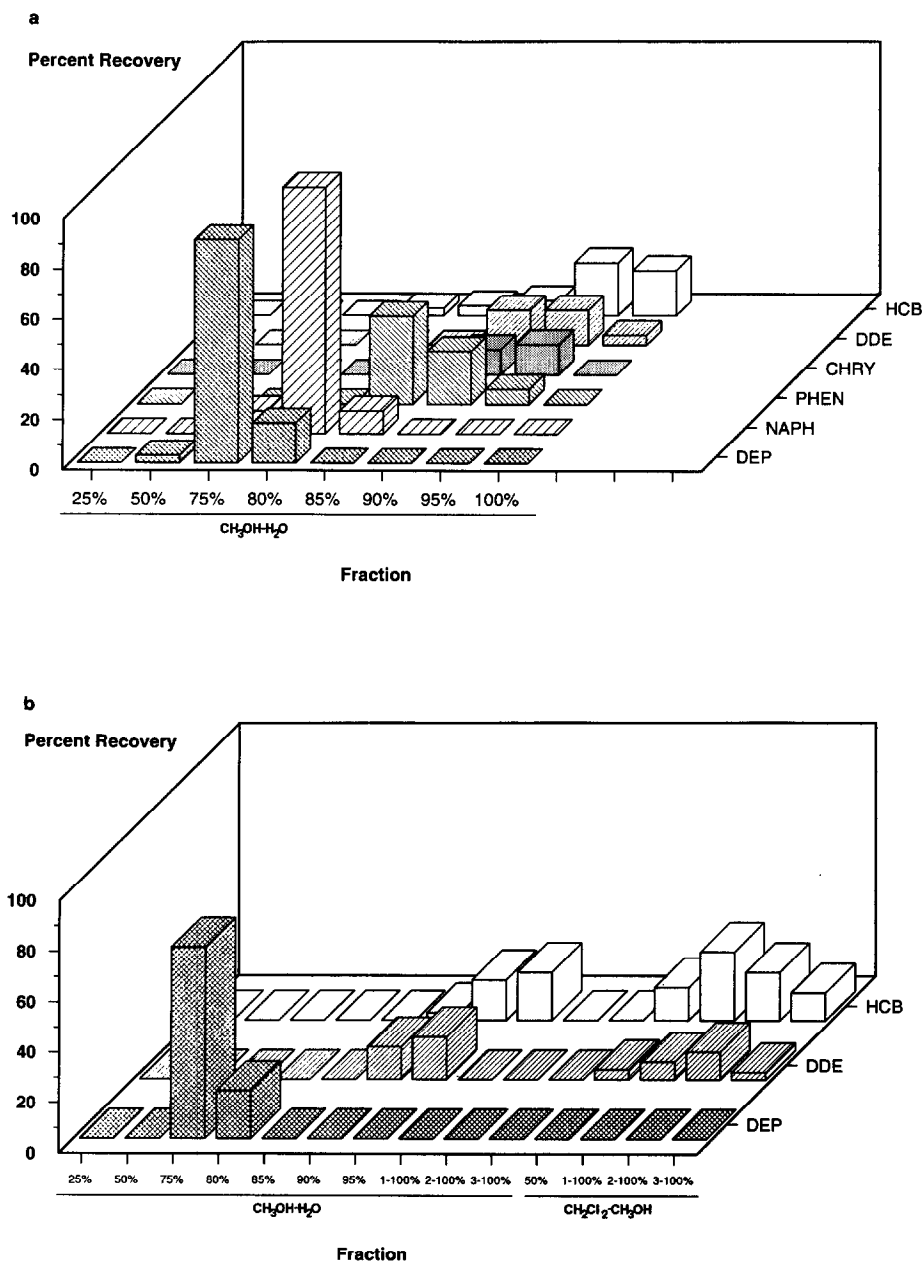 a
Percent Recovery
100
80
60
40
20
0
HCB
DDE
CHRY
PHEN
NAPH
DEP
25% 50% 75% 80% 85% 90% 95% 100%
CH3OH-H2O
Fraction
b
Percent Recovery
100
80
60
40
20
0
HCB
DDE
DEP
25% 50% 75% 80% 85% 90% 95% 1-100% 2-100% 3-100% 50% 1-100% 2-100% 3-100%
CH3OH-H2O CH2Cl2-CH3OH
Fraction